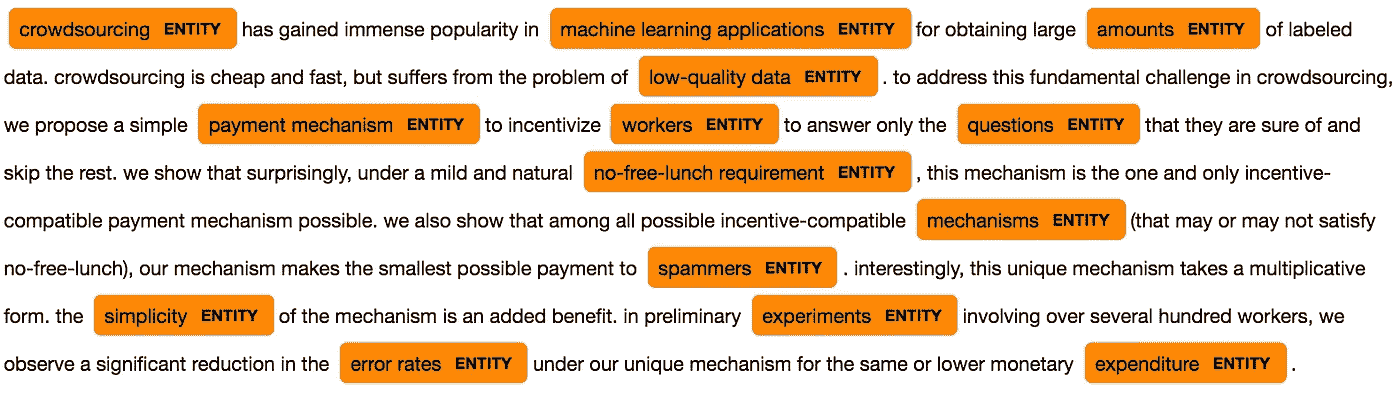 crowdsourcing ENTITY has gained immense popularity in machine learning applications ENTITY for obtaining large amounts ENTITY of labeled
data. crowdsourcing is cheap and fast, but suffers from the problem of low-quality data ENTITY . to address this fundamental challenge in crowdsourcing,
we propose a simple payment mechanism ENTITY to incentivize workers ENTITY to answer only the questions ENTITY that they are sure of and
skip the rest. we show that surprisingly, under a mild and natural no-free-lunch requirement ENTITY , this mechanism is the one and only incentive-
compatible payment mechanism possible. we also show that among all possible incentive-compatible mechanisms ENTITY (that may or may not satisfy
no-free-lunch), our mechanism makes the smallest possible payment to spammers ENTITY . interestingly, this unique mechanism takes a multiplicative
form. the simplicity ENTITY of the mechanism is an added benefit. in preliminary experiments ENTITY involving over several hundred workers, we
observe a significant reduction in the error rates ENTITY under our unique mechanism for the same or lower monetary expenditure ENTITY .